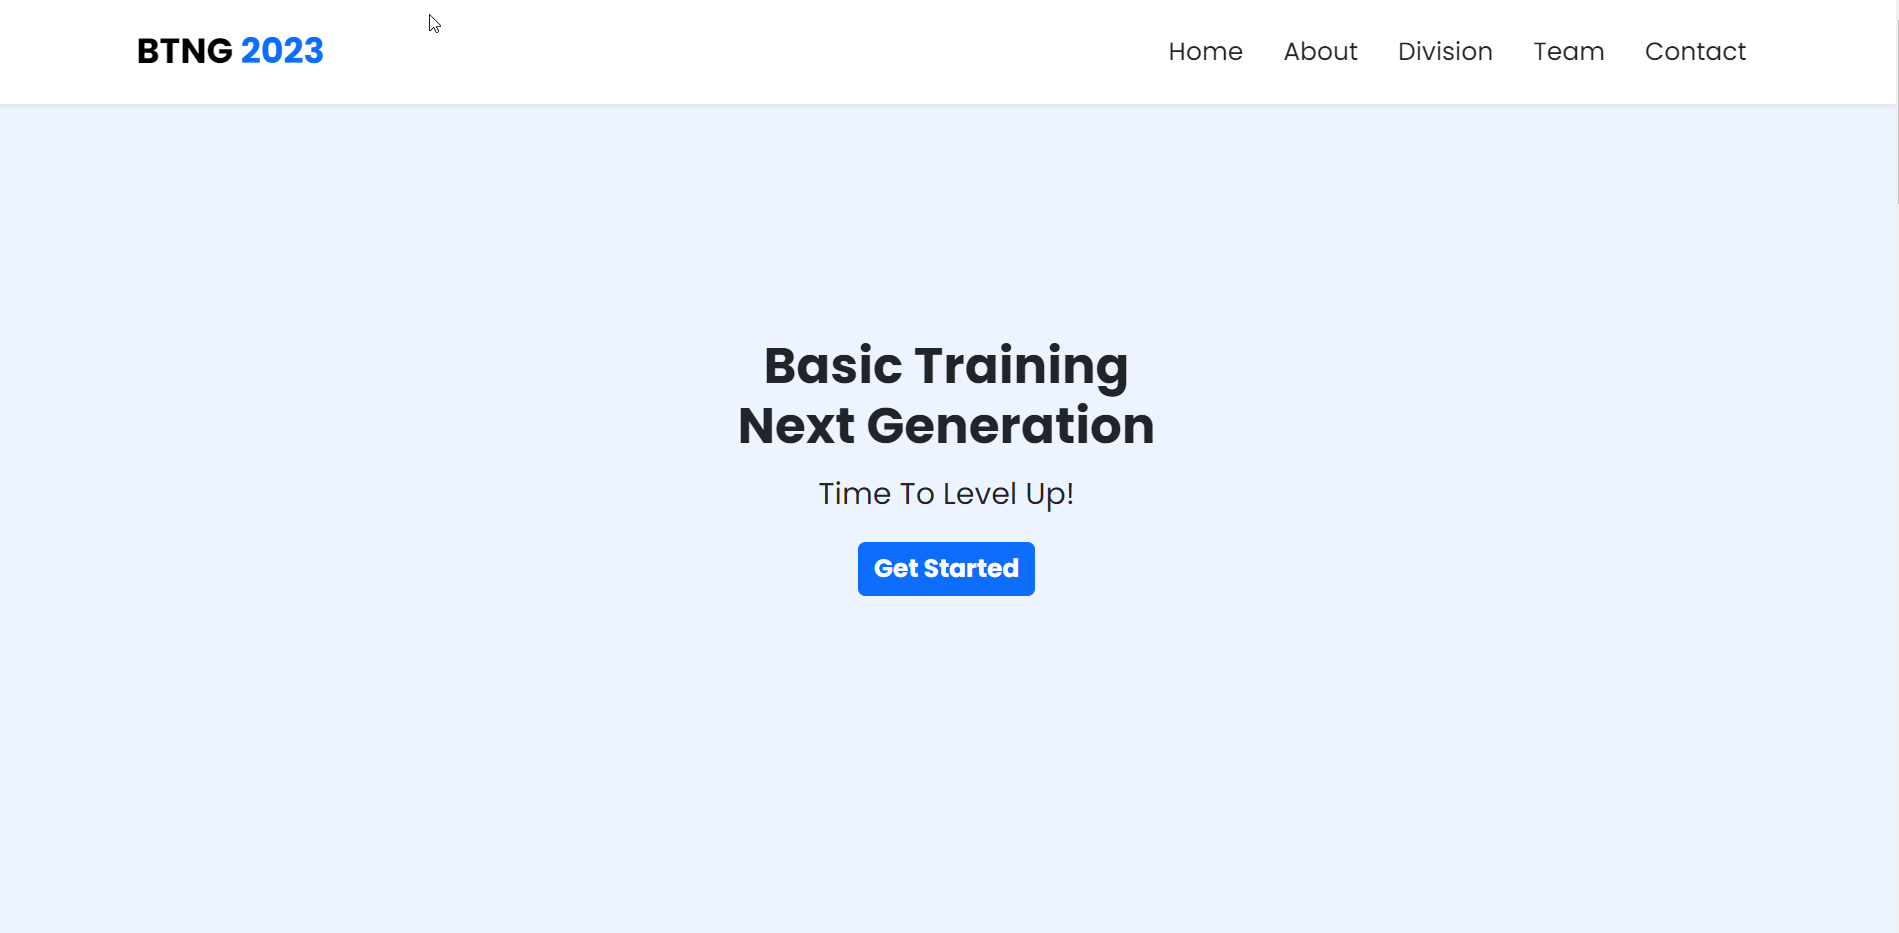 BTNG 2023
Home About Division Team Contact
Basic Training
Next Generation
Time To Level Up!
Get Started